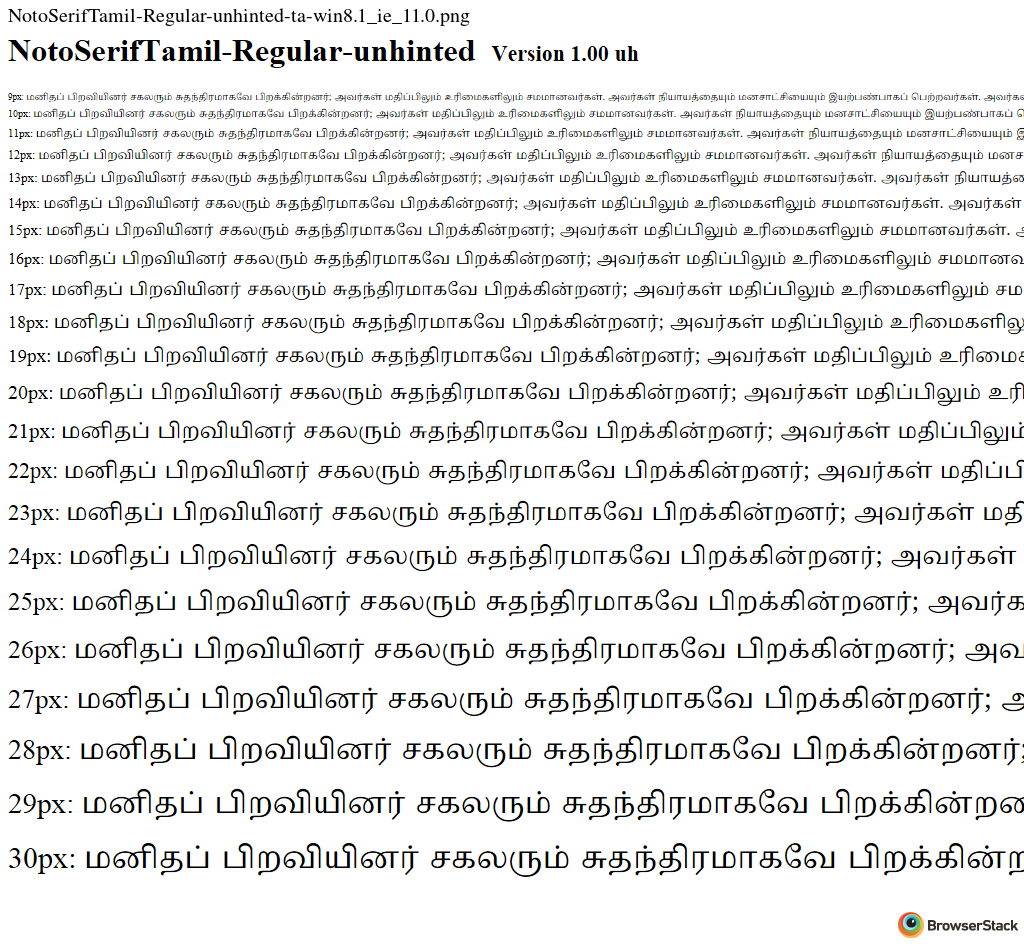 NotoSerifTamil-Regular-unhinted-ta-win8.1_ie_11.0.png
NotoSerifTamil-Regular-unhinted Version 1.00 uh
9px: மனிதப் பிறவியினர் சகலரும் சுதந்திரமாகவே பிறக்கின்றனர்; அவர்கள் மதிப்பிலும் உரிமைகளிலும் சமமானவர்கள். அவர்கள் நியாயத்தையும் மனசாட்சியையும் இயற்பண்பாகப் பெற்றவர்கள்.
10px: மனிதப் பிறவியினர் சகலரும் சுதந்திரமாகவே பிறக்கின்றனர்; அவர்கள் மதிப்பிலும் உரிமைகளிலும் சமமானவர்கள். அவர்கள் நியாயத்தையும் மனசாட்சியையும் இயற்பண்பாகப்
11px: மனிதப் பிறவியினர் சகலரும் சுதந்திரமாகவே பிறக்கின்றனர்; அவர்கள் மதிப்பிலும் உரிமைகளிலும் சமமானவர்கள். அவர்கள் நியாயத்தையும் மனசாட்சியையும்
12px: மனிதப் பிறவியினர் சகலரும் சுதந்திரமாகவே பிறக்கின்றனர்; அவர்கள் மதிப்பிலும் உரிமைகளிலும் சமமானவர்கள். அவர்கள் நியாயத்தையும் மனச
13px: மனிதப் பிறவியினர் சகலரும் சுதந்திரமாகவே பிறக்கின்றனர்; அவர்கள் மதிப்பிலும் உரிமைகளிலும் சமமானவர்கள். அவர்கள்
14px: மனிதப் பிறவியினர் சகலரும் சுதந்திரமாகவே பிறக்கின்றனர்; அவர்கள் மதிப்பிலும் உரிமைகளிலும் சமமானவர்கள். அவர்கள்
15px: மனிதப் பிறவியினர் சகலரும் சுதந்திரமாகவே பிறக்கின்றனர்; அவர்கள் மதிப்பிலும் உரிமைகளிலும் சமமானவர்கள்.
16px: மனிதப் பிறவியினர் சகலரும் சுதந்திரமாகவே பிறக்கின்றனர்; அவர்கள் மதிப்பிலும் உரிமைகளிலும் சமமானவ
17px: மனிதப் பிறவியினர் சகலரும் சுதந்திரமாகவே பிறக்கின்றனர்; அவர்கள் மதிப்பிலும் உரிமைகளிலும் சம
18px: மனிதப் பிறவியினர் சகலரும் சுதந்திரமாகவே பிறக்கின்றனர்; அவர்கள் மதிப்பிலும் உரிமைகளிலு
19px: மனிதப் பிறவியினர் சகலரும் சுதந்திரமாகவே பிறக்கின்றனர்; அவர்கள் மதிப்பிலும் உரிமைக
20px: மனிதப் பிறவியினர் சகலரும் சுதந்திரமாகவே பிறக்கின்றனர்; அவர்கள் மதிப்பிலும் உரி
21px: மனிதப் பிறவியினர் சகலரும் சுதந்திரமாகவே பிறக்கின்றனர்; அவர்கள் மதிப்பிலும்
22px: மனிதப் பிறவியினர் சகலரும் சுதந்திரமாகவே பிறக்கின்றனர்; அவர்கள் மதிப்பி
23px: மனிதப் பிறவியினர் சகலரும் சுதந்திரமாகவே பிறக்கின்றனர்; அவர்கள் மதி
24px: மனிதப் பிறவியினர் சகலரும் சுதந்திரமாகவே பிறக்கின்றனர்; அவர்கள்
25px: மனிதப் பிறவியினர் சகலரும் சுதந்திரமாகவே பிறக்கின்றனர்; அவர்க
26px: மனிதப் பிறவியினர் சகலரும் சுதந்திரமாகவே பிறக்கின்றனர்; அவ
27px: மனிதப் பிறவியினர் சகலரும் சுதந்திரமாகவே பிறக்கின்றனர்; அ
28px: மனிதப் பிறவியினர் சகலரும் சுதந்திரமாகவே பிறக்கின்றனர்;
29px: மனிதப் பிறவியினர் சகலரும் சுதந்திரமாகவே பிறக்கின்றன
30px: மனிதப் பிறவியினர் சகலரும் சுதந்திரமாகவே பிறக்கின்ற
BrowserStack